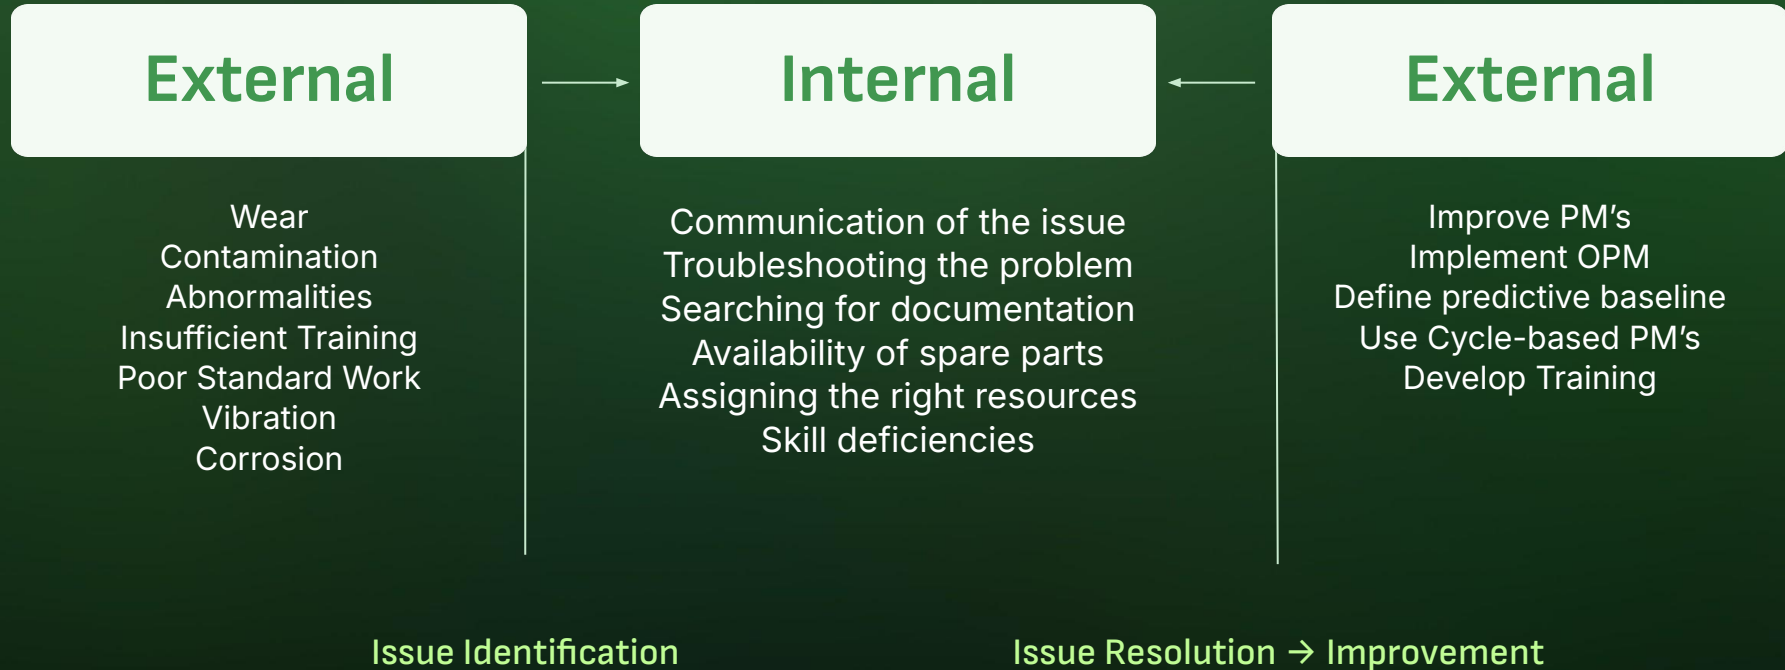 External
Internal
External
Wear
Contamination
Abnormalities
Insufficient Training
Poor Standard Work
Vibration
Corrosion
Communication of the issue
Troubleshooting the problem
Searching for documentation
Availability of spare parts
Assigning the right resources
Skill deficiencies
Improve PM’s
Implement OPM
Define predictive baseline
Use Cycle-based PM’s
Develop Training
Issue Identification
Issue Resolution → Improvement